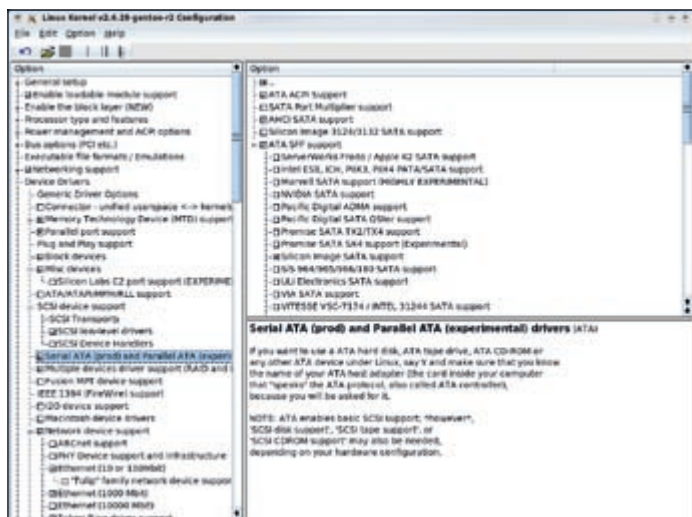 Linux Kernel v2.6.28-gentoo-r2 Configuration
File Edit Option Help
Option
General setup
Enable loadable module support
Enable the block layer (NEW)
Processor type and features
Power management and ACPI options
Bus options (PCI etc.)
Executable file formats / Emulations
Networking support
Device Drivers
Generic Driver Options
Connector - unified userspace <-> kernels
Memory Technology Device (MTD) support
Parallel port support
Plug and Play support
Block devices
Misc devices
Silicon Labs C2 port support (EXPERIME
ATA/ATAPI/MFM/RLL support
SCSI device support
SCSI Transports
SCSI low-level drivers
SCSI Device Handlers
Serial ATA (prod) and Parallel ATA (experi
Multiple devices driver support (RAID and
Fusion MPT device support
IEEE 1394 (FireWire) support
I2O device support
Macintosh device drivers
Network device support
ARCnet support
PHY Device support and infrastructure
Ethernet (10 or 100Mbit)
"Tulip" family network device suppor
Ethernet (1000 Mbit)
Ethernet (10000 Mbit)
Option
..
ATA ACPI Support
SATA Port Multiplier support
AHCI SATA support
Silicon Image 3124/3132 SATA support
ATA SFF support
ServerWorks Frodo / Apple K2 SATA support
Intel ESB, ICH, PIIX3, PIIX4 PATA/SATA support
Marvell SATA support (HIGHLY EXPERIMENTAL)
NVIDIA SATA support
Pacific Digital ADMA support
Pacific Digital SATA QStor support
Promise SATA TX2/TX4 support
Promise SATA SX4 support (Experimental)
Silicon Image SATA support
SiS 964/965/966/180 SATA support
ULi Electronics SATA support
VIA SATA support
VITESSE VSC-7174 / INTEL 31244 SATA support
Serial ATA (prod) and Parallel ATA (experimental) drivers (ATA)
If you want to use a ATA hard disk, ATA tape drive, ATA CD-ROM or
any other ATA device under Linux, say Y and make sure that you know
the name of your ATA host adapter (the card inside your computer
that "speaks" the ATA protocol, also called ATA controller),
because you will be asked for it.
NOTE: ATA enables basic SCSI support; *however*,
'SCSI disk support', 'SCSI tape support', or
'SCSI CDROM support' may also be needed,
depending on your hardware configuration.